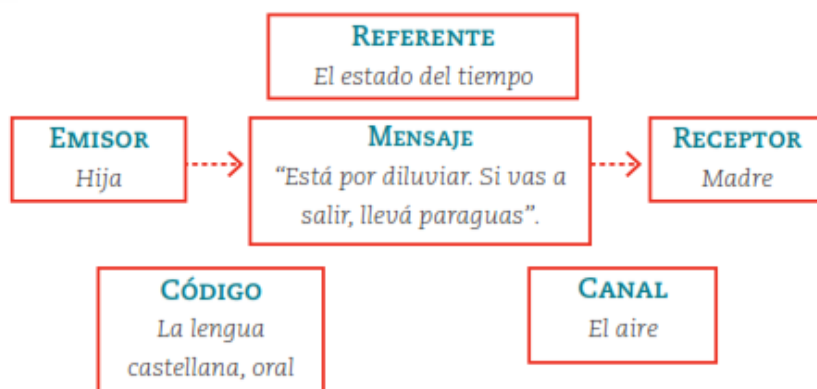 REFERENTE
El estado del tiempo
EMISOR
Hija
MENSAJE
“Está por diluviar. Si vas a
salir, llevá paraguas”.
RECEPTOR
Madre
CÓDIGO
La lengua
castellana, oral
CANAL
El aire